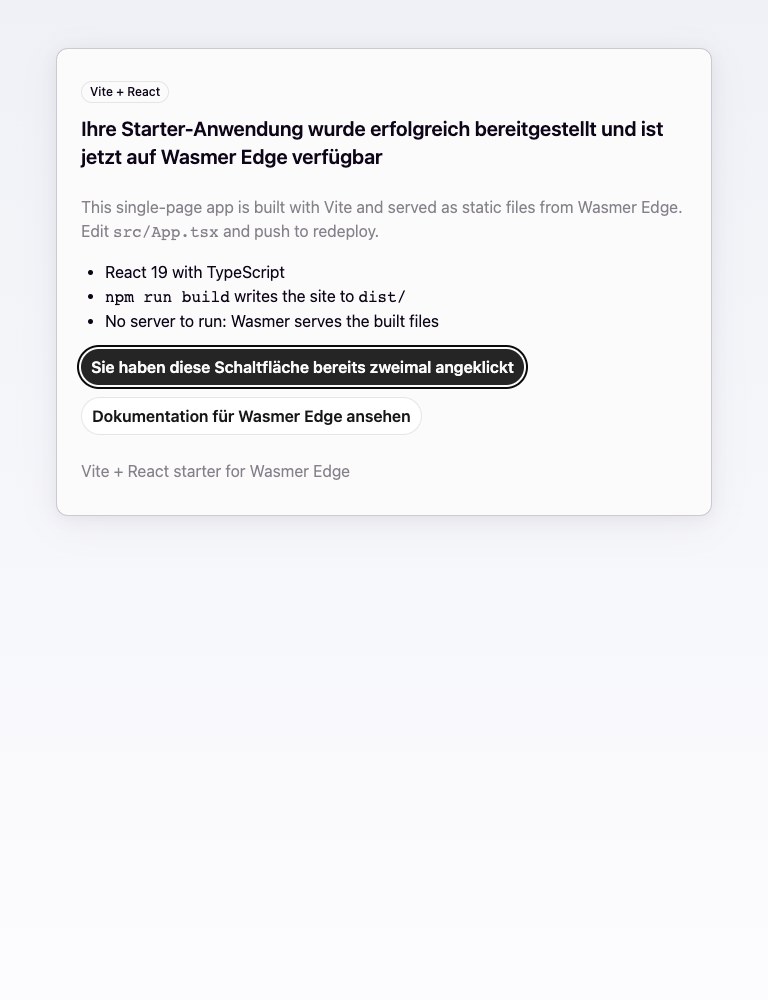 Vite + React
Ihre Starter-Anwendung wurde erfolgreich bereitgestellt und ist
jetzt auf Wasmer Edge verfügbar
This single-page app is built with Vite and served as static files from Wasmer Edge.
Edit src/App.tsx and push to redeploy.
• React 19 with TypeScript
• npm run build writes the site to dist/
• No server to run: Wasmer serves the built files
Sie haben diese Schaltfläche bereits zweimal angeklickt
Dokumentation für Wasmer Edge ansehen
Vite + React starter for Wasmer Edge